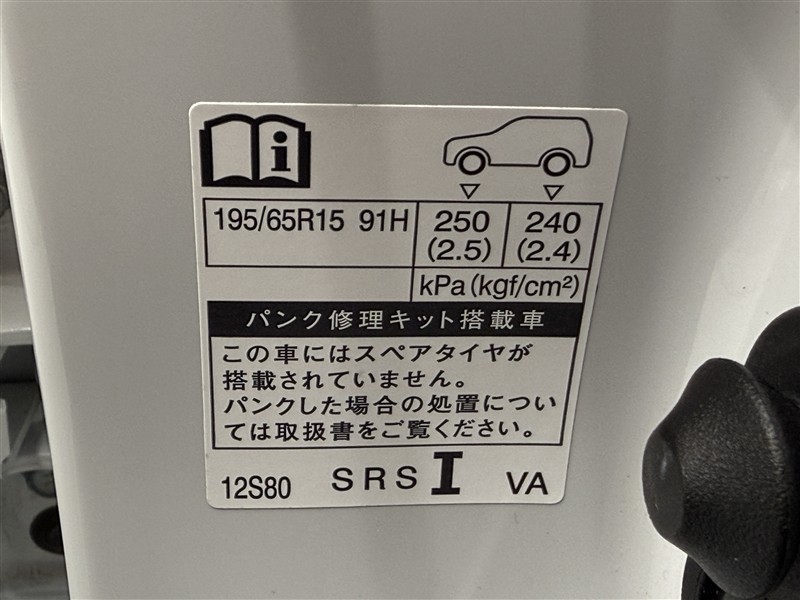 195/65R15 91H 250 240
(2.5) (2.4)
kPa(kgf/cm²)
パンク修理キット搭載車
この車にはスペアタイヤが
搭載されていません。
パンクした場合の処置につい
ては取扱書をご覧ください。
12S80 SRS I VA